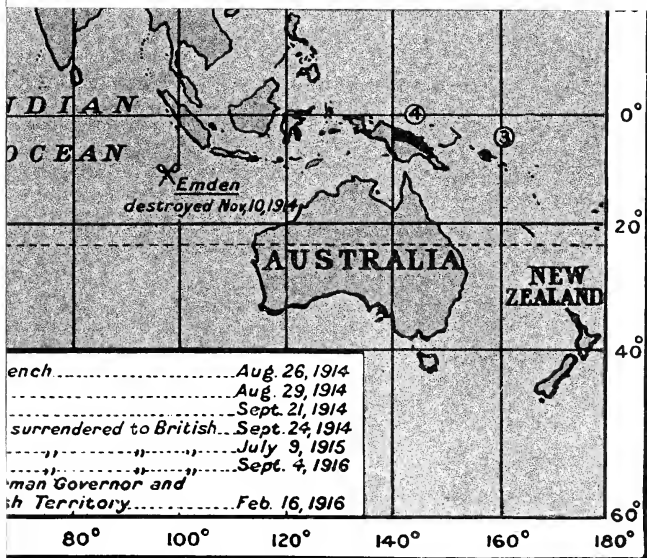 20°
NDIAN
0°
④
③
OCEAN
Emden
destroyed Nov, 10, 1914
20°
AUSTRALIA
NEW
ZEALAND
40°
ench Aug. 26, 1914
Aug. 29, 1914
Sept. 21, 1914
surrendered to British Sept. 24, 1914
„ „ „ July 9, 1915
„ „ „ Sept. 4, 1916
man Governor and
sh Territory Feb. 16, 1916
60°
80° 100° 120° 140° 160° 180°